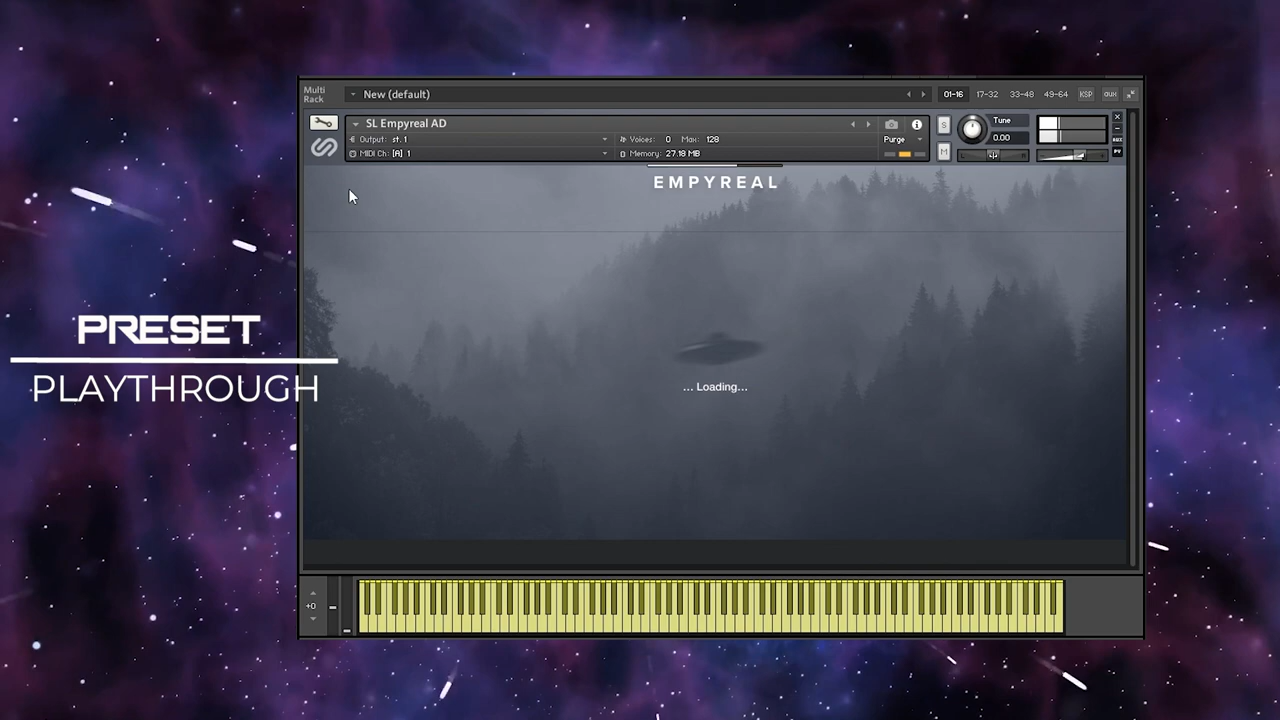 Multi
Rack
New (default)
01-16 17-32 33-48 49-64 KSP aux
SL Empyreal AD
Output: st. 1
Voices: 0 Max: 128
Purge
MIDI Ch: [A] 1
Memory: 27.18 MB
S
M
Tune
0.00
AUX
PV
EMPYREAL
... Loading...
PRESET
PLAYTHROUGH
+0